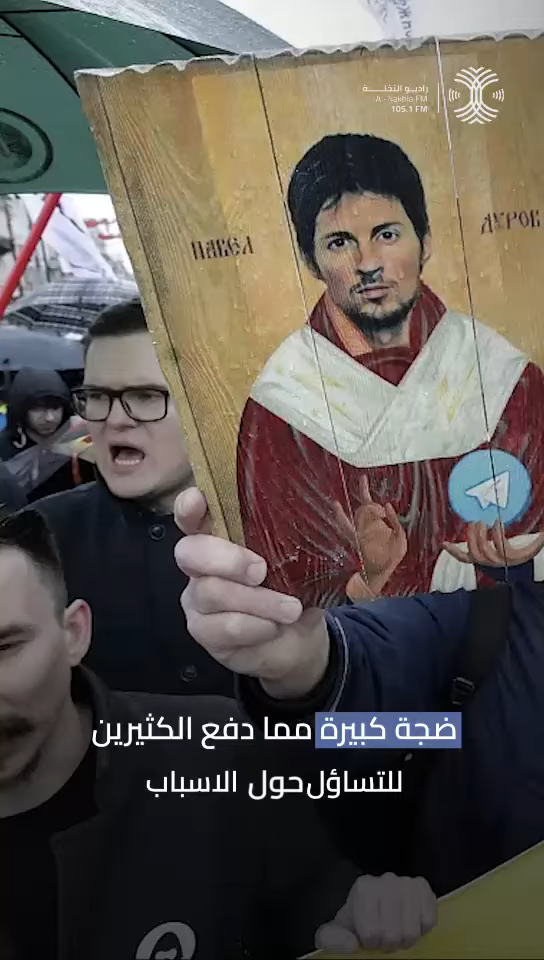 راديو النخلة
Al-Nakhla FM
105.1 FM
ПАВЕЛ
ДУРОВ
ضجة كبيرة مما دفع الكثيرين
للتساؤل حول الاسباب